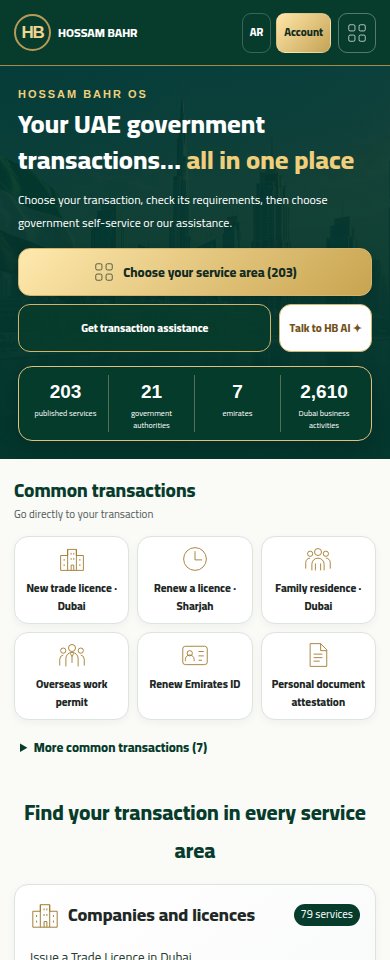 HB HOSSAM BAHR AR Account
HOSSAM BAHR OS
Your UAE government
transactions... all in one place
Choose your transaction, check its requirements, then choose
government self-service or our assistance.
Choose your service area (203)
Get transaction assistance
Talk to HB AI ✦
203
published services
21
government
authorities
7
emirates
2,610
Dubai business
activities
Common transactions
Go directly to your transaction
New trade licence ·
Dubai
Renew a licence ·
Sharjah
Family residence ·
Dubai
Overseas work
permit
Renew Emirates ID
Personal document
attestation
▶ More common transactions (7)
Find your transaction in every service
area
Companies and licences
79 services
Issue a Trade Licence in Dubai